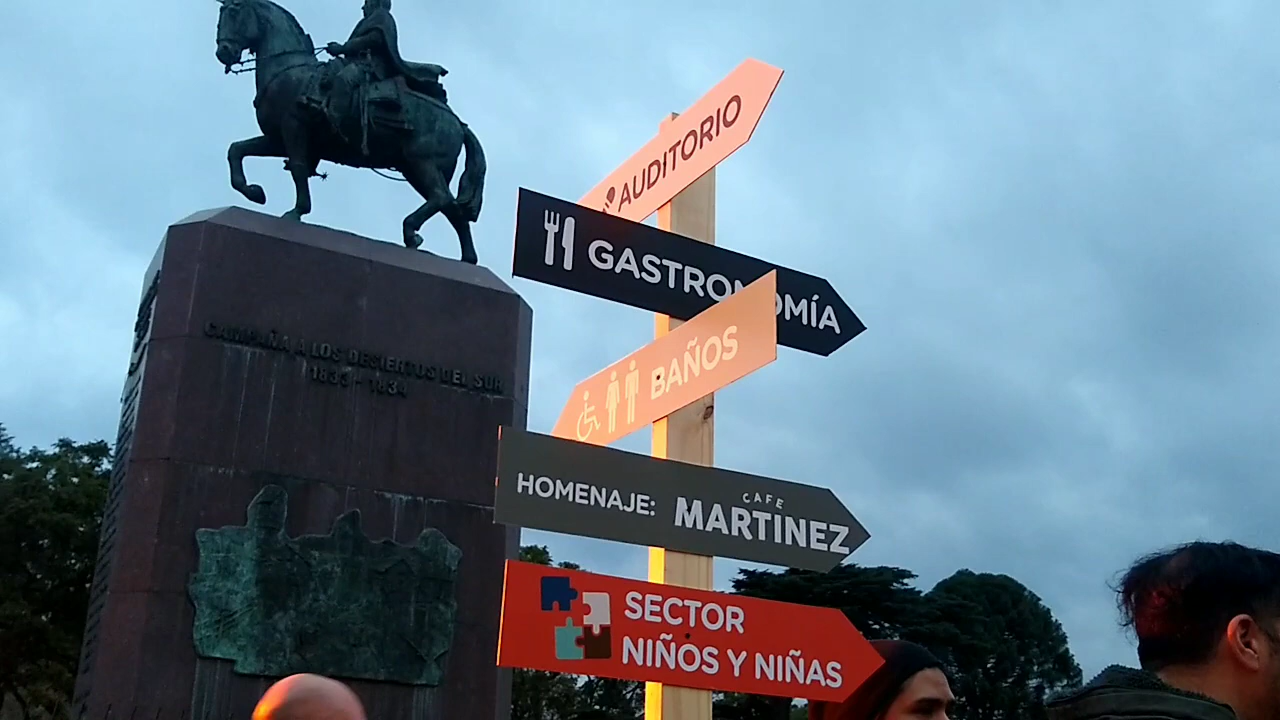 CAMPAÑA A LOS DESIERTOS DEL SUR
1833 - 1834
AUDITORIO
GASTRONOMÍA
BAÑOS
HOMENAJE: CAFE MARTINEZ
SECTOR
NIÑOS Y NIÑAS